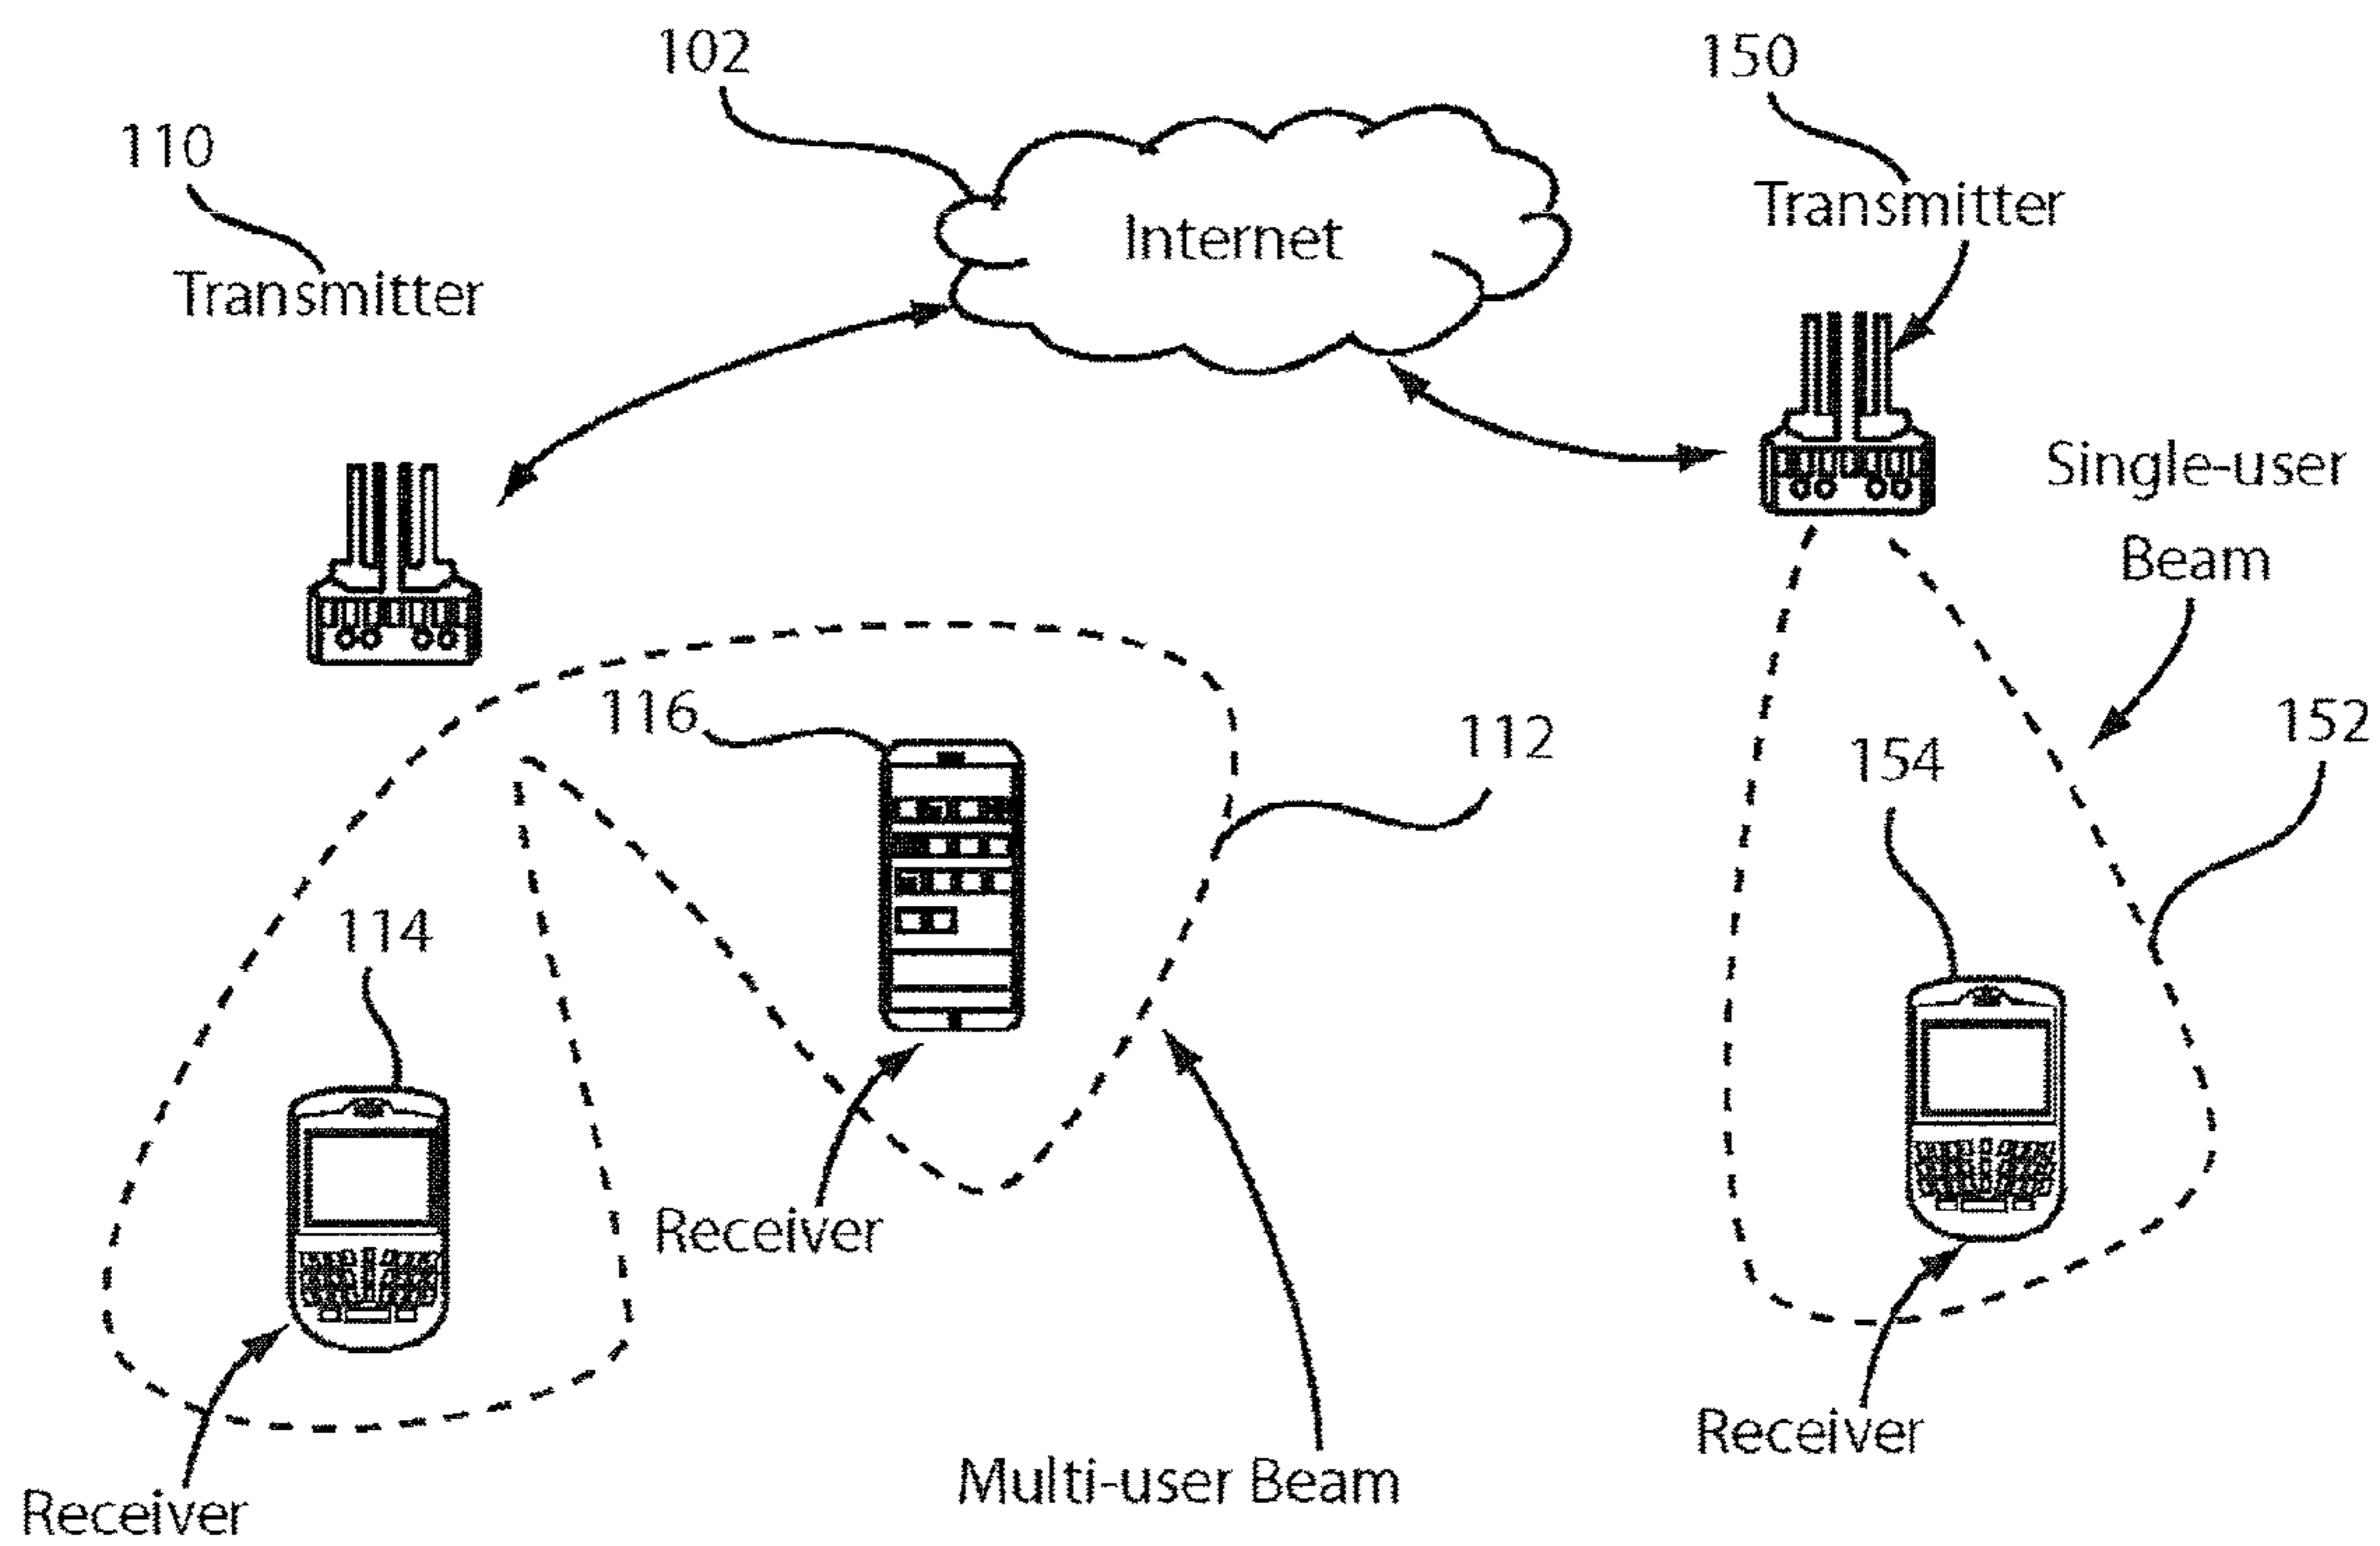 102
150
110
Transmitter
Internet
Transmitter
Single-user
Beam
116
112
152
154
114
Receiver
Multi-user Beam
Receiver
Receiver